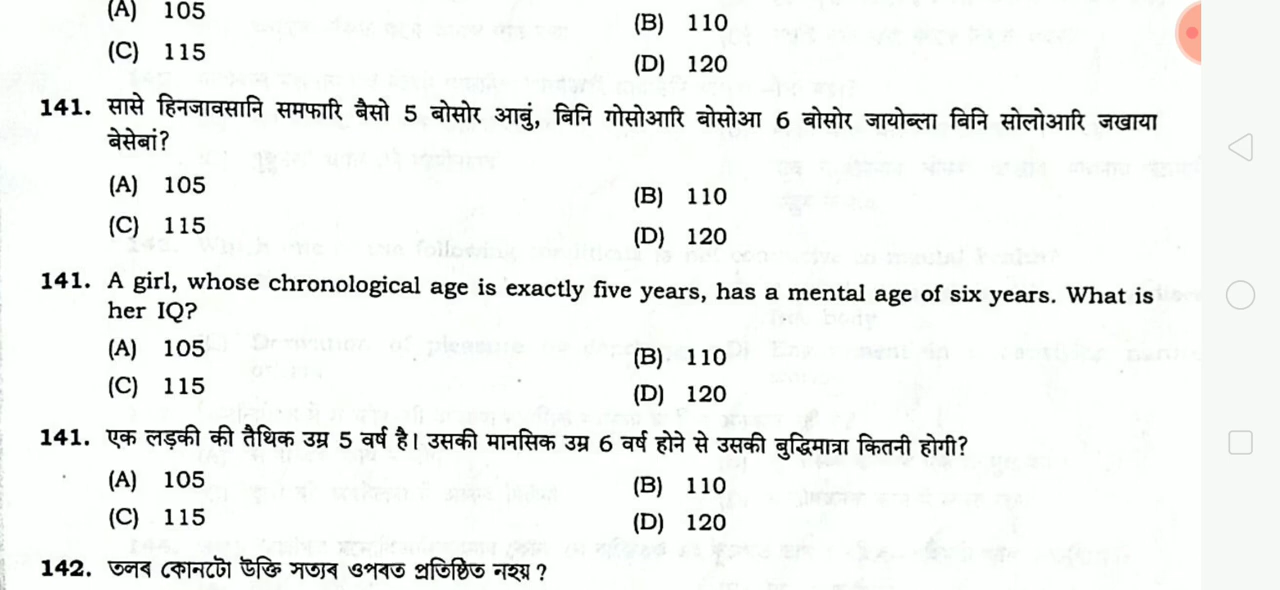 (A) 105
(B) 110
(C) 115
(D) 120
141. सासे हिनजावसानि समफारि बैसो 5 बोसोर आबुं, बिनि गोसोआरि बोसोआ 6 बोसोर जायोब्ला बिनि सोलोआरि जखाया
बेसेबां?
(A) 105
(B) 110
(C) 115
(D) 120
141. A girl, whose chronological age is exactly five years, has a mental age of six years. What is
her IQ?
(A) 105
(B) 110
(C) 115
(D) 120
141. एक लड़की की तैथिक उम्र 5 वर्ष है। उसकी मानसिक उम्र 6 वर्ष होने से उसकी बुद्धिमात्रा कितनी होगी?
(A) 105
(B) 110
(C) 115
(D) 120
142. তলৰ কোনটো উক্তি সত্যৰ ওপৰত প্ৰতিষ্ঠিত নহয় ?